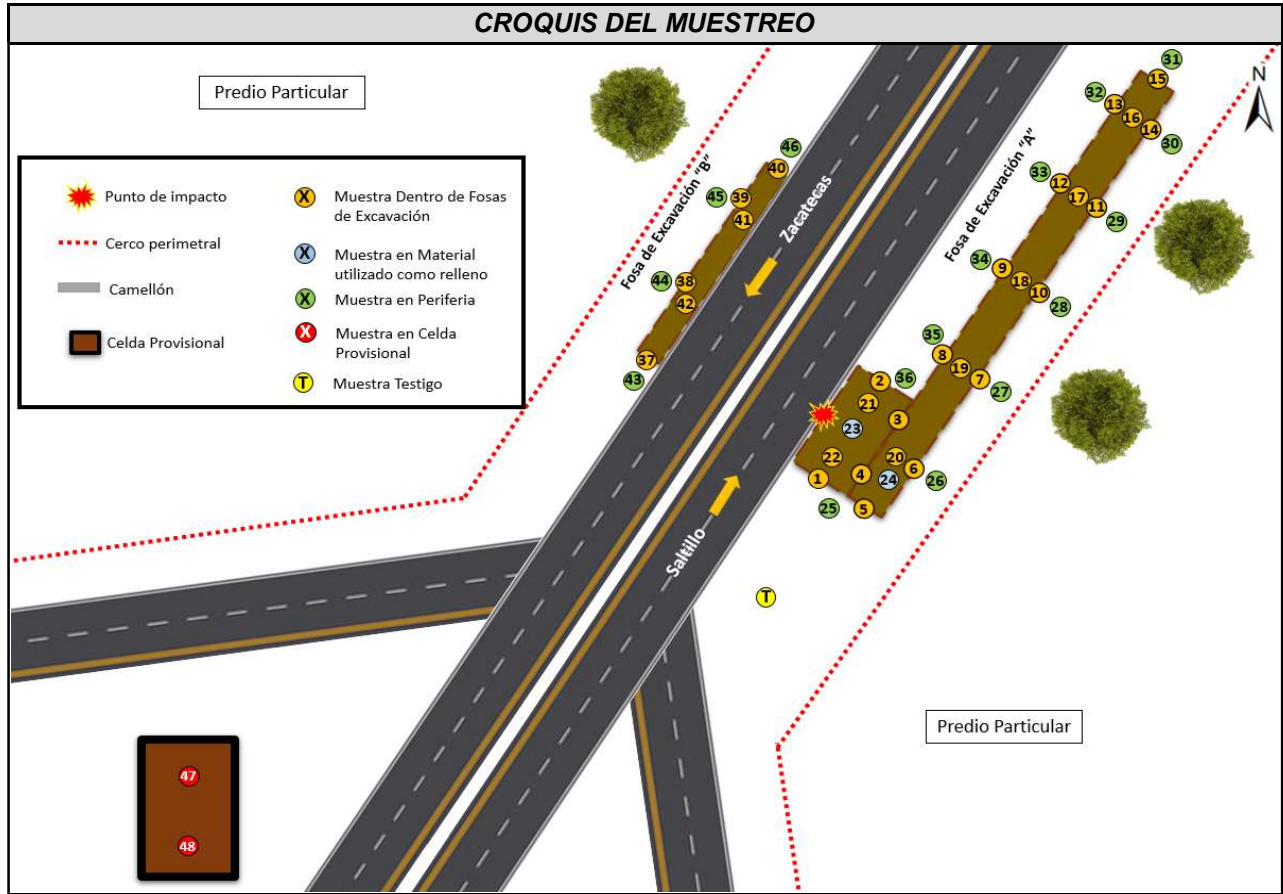 CROQUIS DEL MUESTREO
Predio Particular
Punto de impacto
Cerco perimetral
Camellón
Celda Provisional
X
Muestra Dentro de Fosas
de Excavación
X
Muestra en Material
utilizado como relleno
X
Muestra en Periferia
X
Muestra en Celda
Provisional
T
Muestra Testigo
Fosa de Excavación "B"
46
40
45
39
41
44
38
42
37
43
Zacatecas
Saltillo
Fosa de Excavación "A"
N
31
15
32
13
16
14
30
33
12
17
11
29
34
9
18
10
28
35
8
19
7
27
2
36
21
3
23
22
20
6
1
4
24
26
25
5
T
Predio Particular
47
48